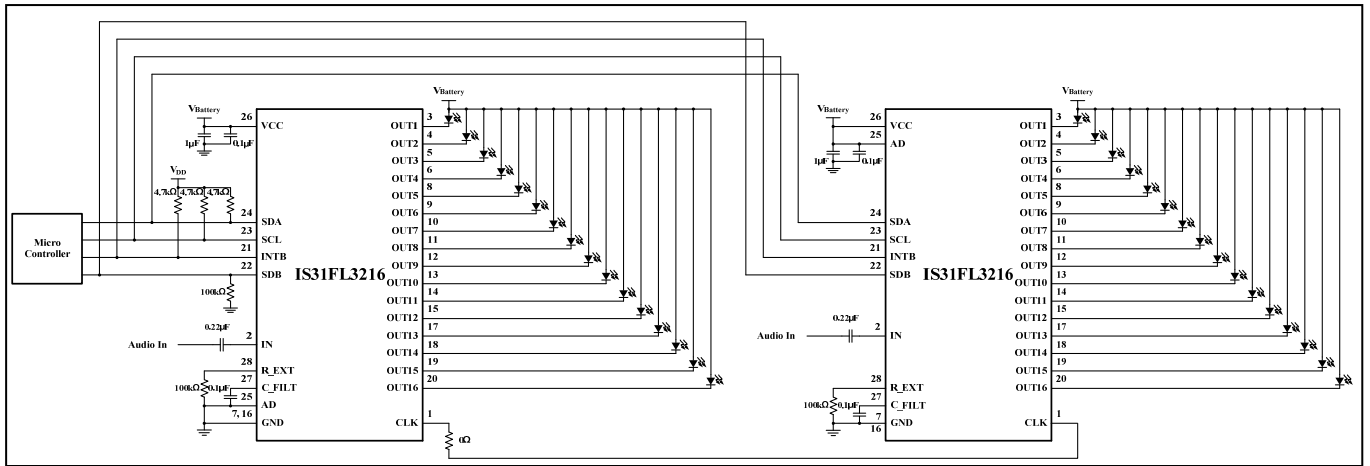 Micro
Controller
VBattery
1μF
0.1μF
VDD
4.7kΩ 4.7kΩ 4.7kΩ
100kΩ
Audio In
0.22μF
100kΩ 0.1μF
26 VCC
24 SDA
23 SCL
21 INTB
22 SDB
2 IN
28 R_EXT
27 C_FILT
25 AD
7, 16 GND
IS31FL3216
VBattery
OUT1 3
OUT2 4
OUT3 5
OUT4 6
OUT5 8
OUT6 9
OUT7 10
OUT8 11
OUT9 12
OUT10 13
OUT11 14
OUT12 15
OUT13 17
OUT14 18
OUT15 19
OUT16 20
CLK 1
0Ω
VBattery
1μF
0.1μF
Audio In
0.22μF
100kΩ 0.1μF
26 VCC
25 AD
24 SDA
23 SCL
21 INTB
22 SDB
2 IN
28 R_EXT
27 C_FILT
7 GND
16
IS31FL3216
VBattery
OUT1 3
OUT2 4
OUT3 5
OUT4 6
OUT5 8
OUT6 9
OUT7 10
OUT8 11
OUT9 12
OUT10 13
OUT11 14
OUT12 15
OUT13 17
OUT14 18
OUT15 19
OUT16 20
CLK 1